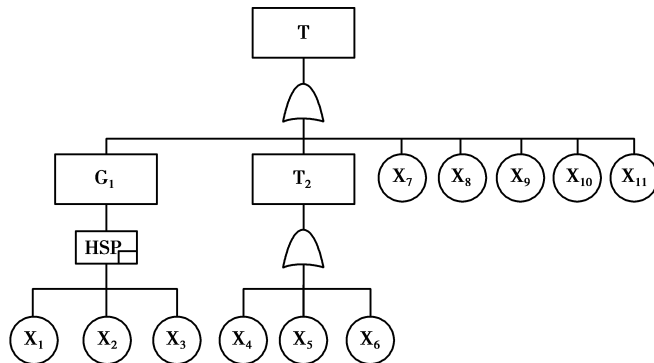 T
G₁
T₂
X₇
X₈
X₉
X₁₀
X₁₁
HSP
X₁
X₂
X₃
X₄
X₅
X₆